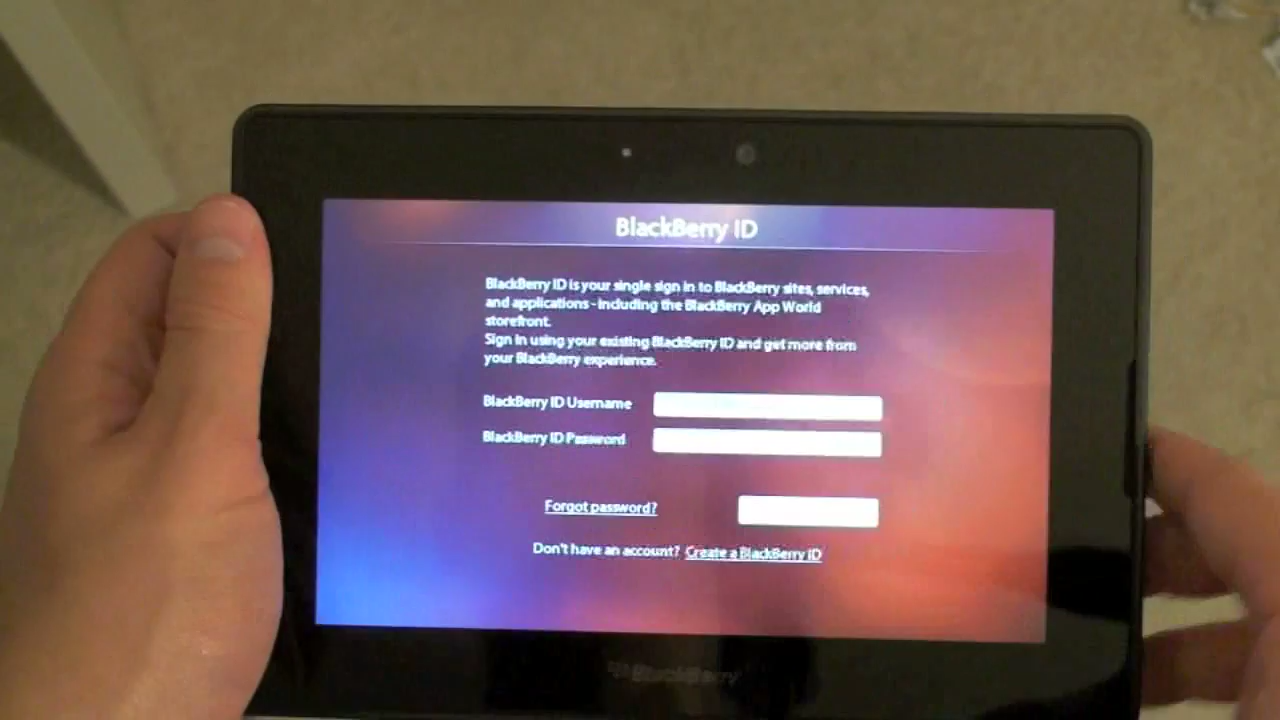 BlackBerry ID
BlackBerry ID is your single sign in to BlackBerry sites, services,
and applications - including the BlackBerry App World
storefront.
Sign in using your existing BlackBerry ID and get more from
your BlackBerry experience.
BlackBerry ID Username
BlackBerry ID Password
Forgot password?
Don't have an account? Create a BlackBerry ID
BlackBerry